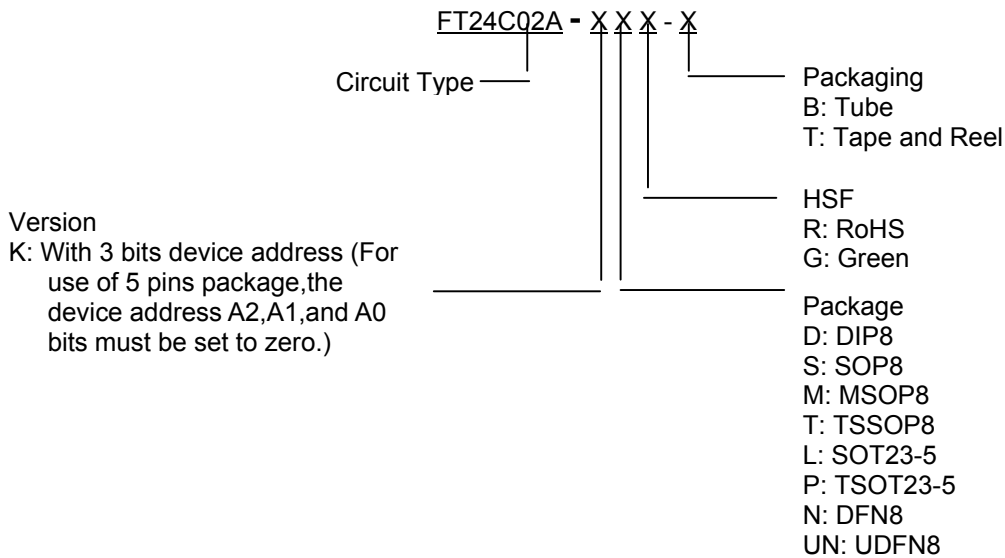 FT24C02A - X X X - X
Circuit Type
Packaging
B: Tube
T: Tape and Reel
HSF
R: RoHS
G: Green
Version
K: With 3 bits device address (For
use of 5 pins package,the
device address A2,A1,and A0
bits must be set to zero.)
Package
D: DIP8
S: SOP8
M: MSOP8
T: TSSOP8
L: SOT23-5
P: TSOT23-5
N: DFN8
UN: UDFN8